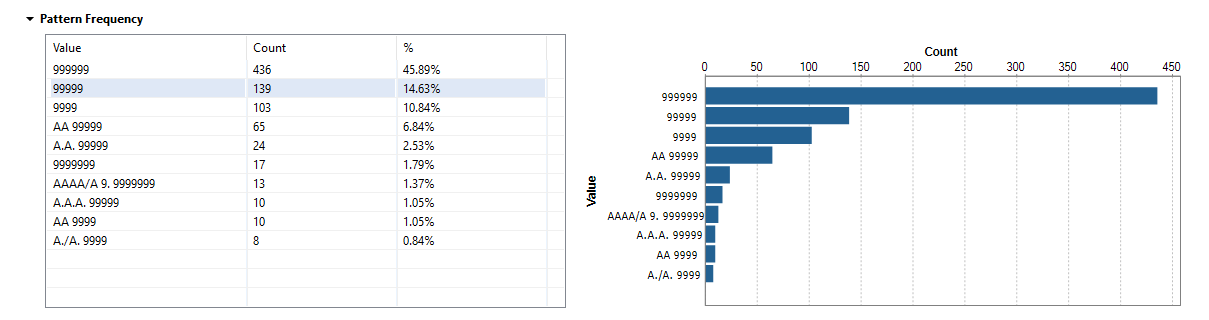 Pattern Frequency
Value Count %
999999 436 45.89%
99999 139 14.63%
9999 103 10.84%
AA 99999 65 6.84%
A.A. 99999 24 2.53%
9999999 17 1.79%
AAAA/A 9. 9999999 13 1.37%
A.A.A. 99999 10 1.05%
AA 9999 10 1.05%
A./A. 9999 8 0.84%
Count
0 50 100 150 200 250 300 350 400 450
Value
999999
99999
9999
AA 99999
A.A. 99999
9999999
AAAA/A 9. 9999999
A.A.A. 99999
AA 9999
A./A. 9999